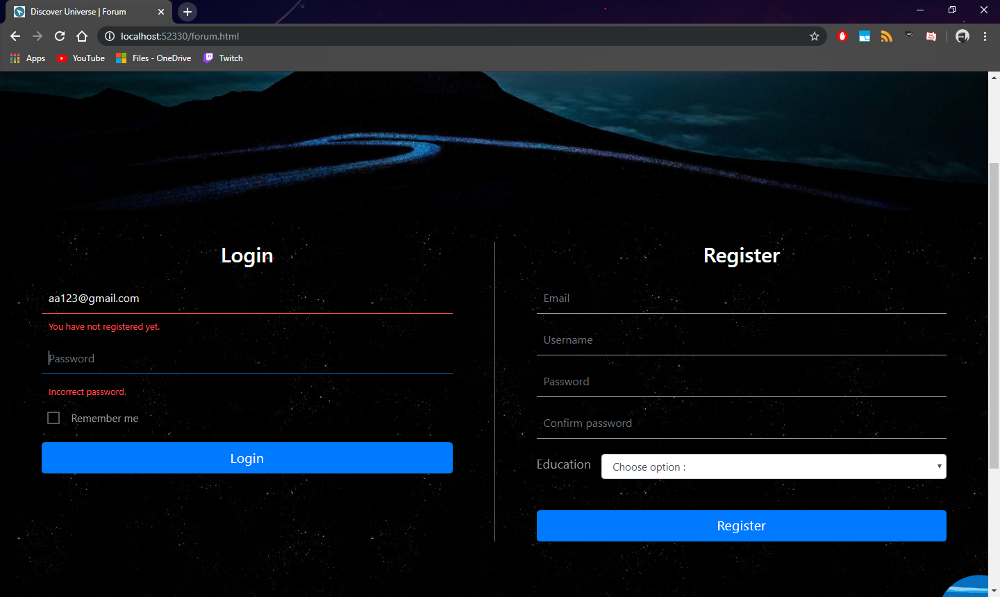 Discover Universe | Forum
localhost:52330/forum.html
Apps YouTube Files - OneDrive Twitch
Login
aa123@gmail.com
You have not registered yet.
Password
Incorrect password.
Remember me
Login
Register
Email
Username
Password
Confirm password
Education Choose option :
Register